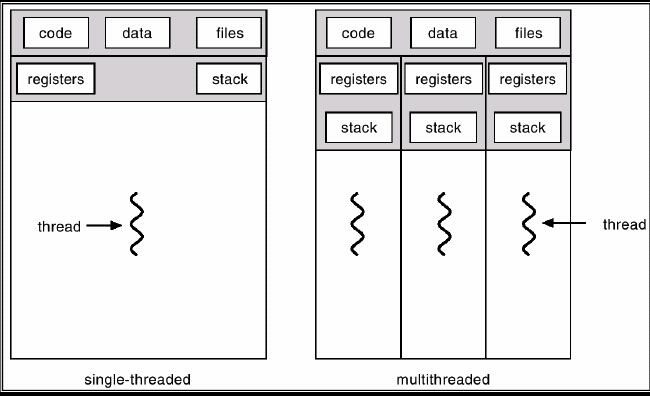 code data files code data files
registers stack registers registers registers
stack stack stack
thread thread
single-threaded multithreaded